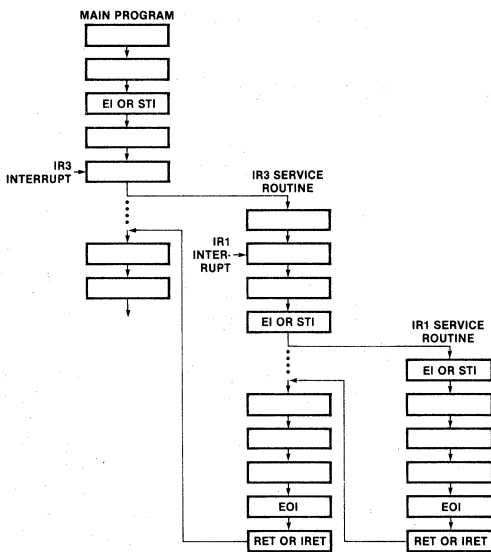 MAIN PROGRAM
EI OR STI
IR3
INTERRUPT
IR3 SERVICE
ROUTINE
IR1
INTER-
RUPT
EI OR STI
IR1 SERVICE
ROUTINE
EI OR STI
EOI
RET OR IRET
EOI
RET OR IRET